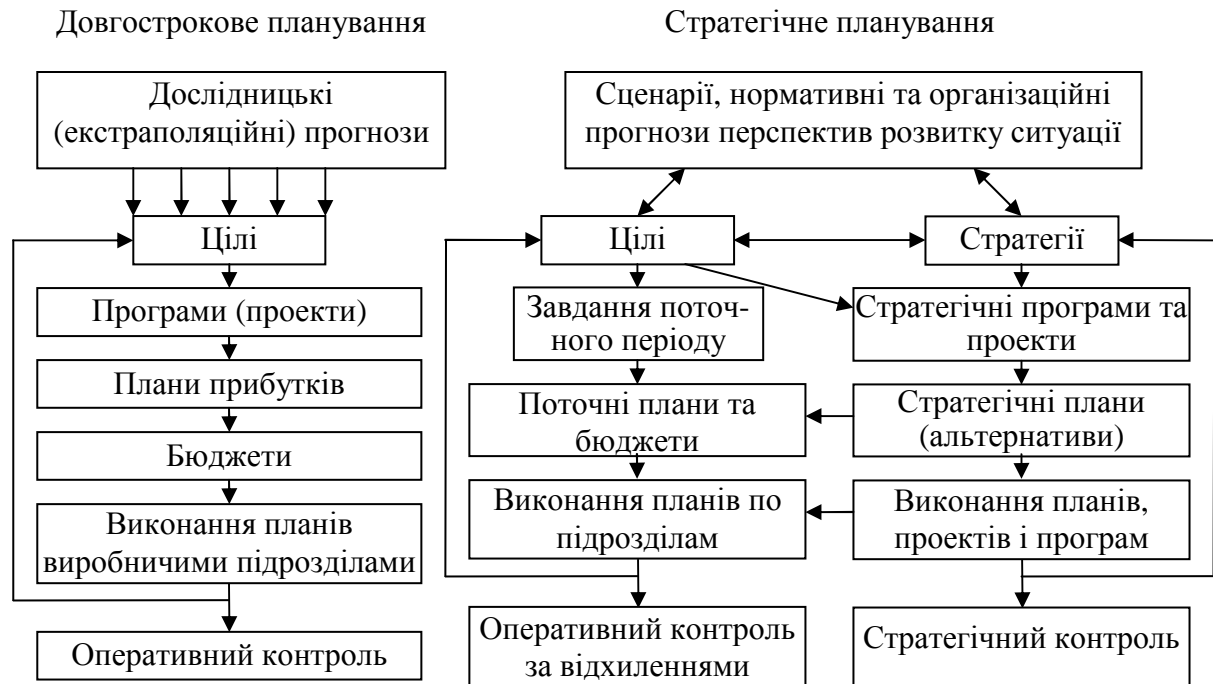 Довгострокове планування
Дослідницькі
(екстраполяційні) прогнози
Цілі
Програми (проекти)
Плани прибутків
Бюджети
Виконання планів
виробничими підрозділами
Оперативний контроль
Стратегічне планування
Сценарії, нормативні та організаційні
прогнози перспектив розвитку ситуації
Цілі
Стратегії
Завдання поточ-
ного періоду
Стратегічні програми та
проекти
Поточні плани та
бюджети
Стратегічні плани
(альтернативи)
Виконання планів по
підрозділам
Виконання планів,
проектів і програм
Оперативний контроль
за відхиленнями
Стратегічний контроль